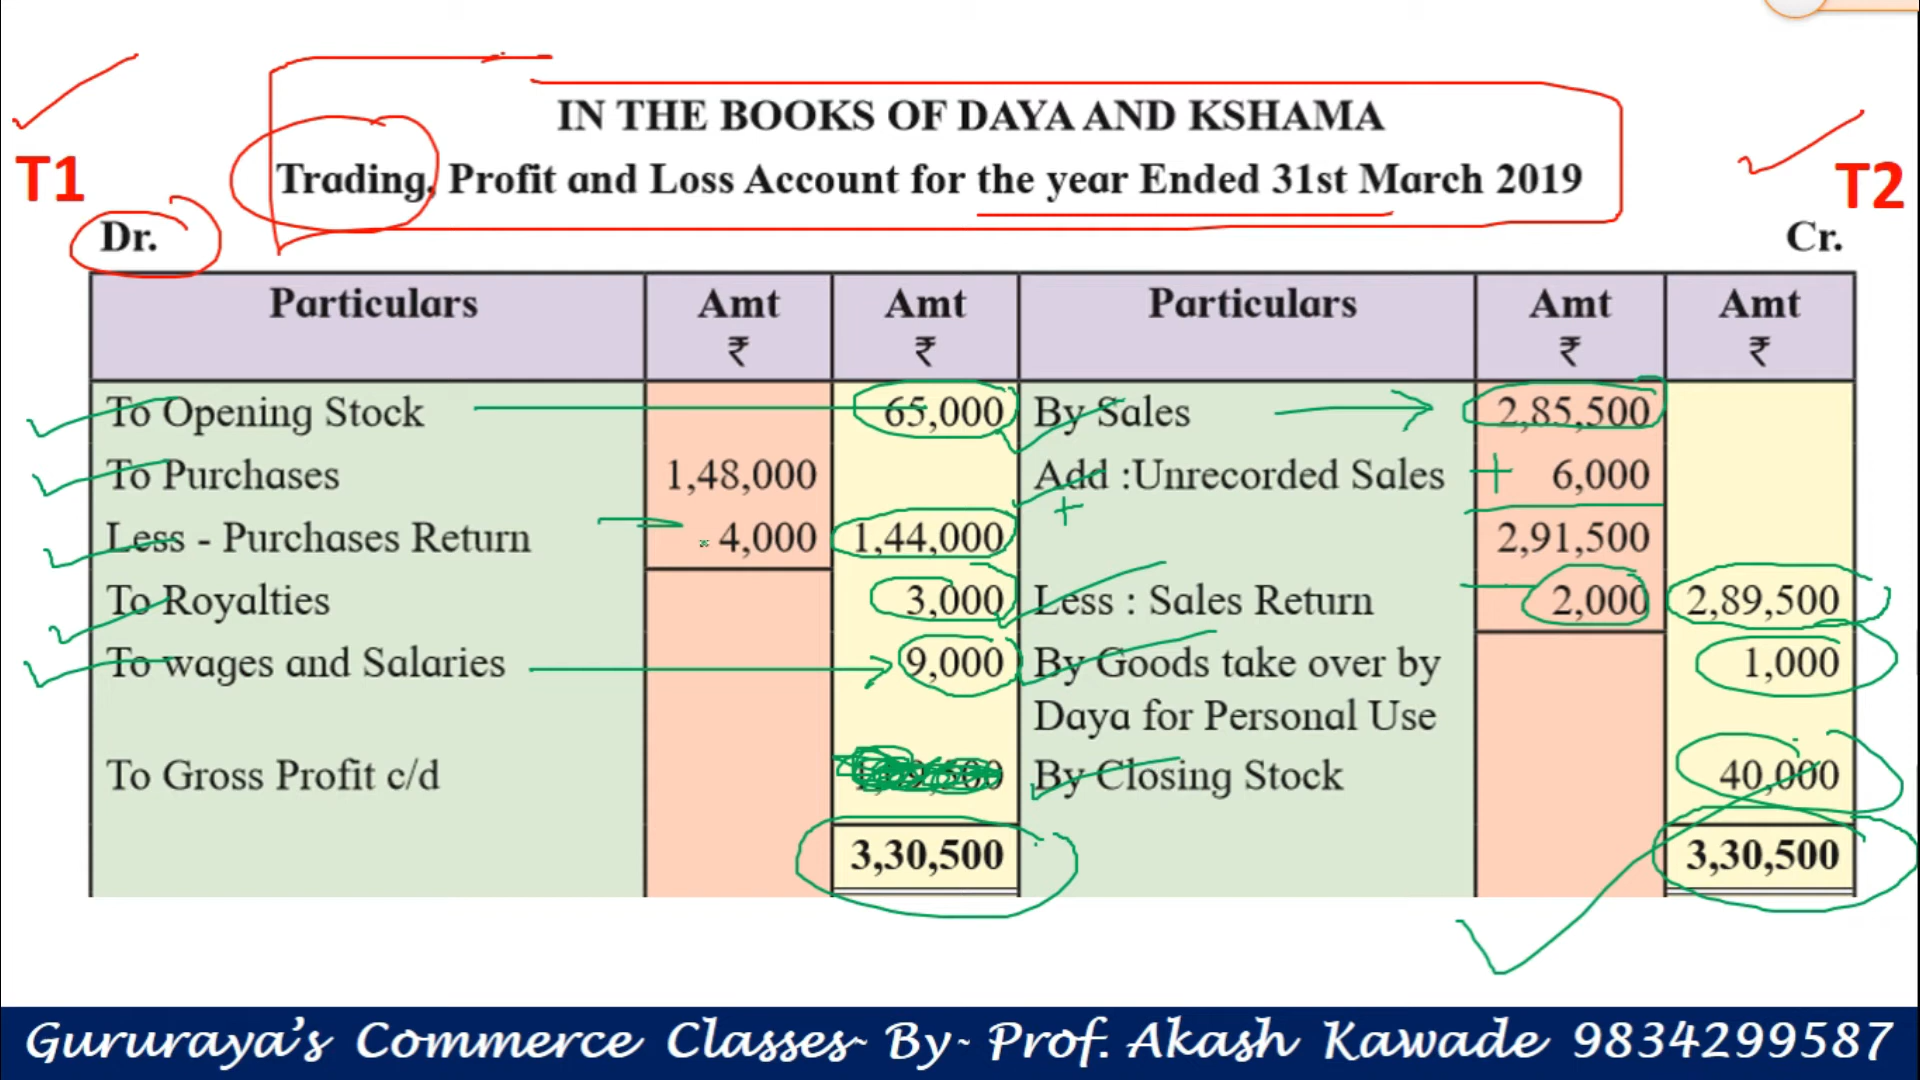 IN THE BOOKS OF DAYA AND KSHAMA
T1 Trading, Profit and Loss Account for the year Ended 31st March 2019 T2
Dr. Cr.
Particulars Amt ₹ Amt ₹ Particulars Amt ₹ Amt ₹
To Opening Stock 65,000 By Sales 2,85,500
To Purchases 1,48,000 Add :Unrecorded Sales + 6,000
+
Less - Purchases Return 4,000 1,44,000 2,91,500
To Royalties 3,000 Less : Sales Return 2,000 2,89,500
To wages and Salaries 9,000 By Goods take over by 1,000
Daya for Personal Use
To Gross Profit c/d By Closing Stock 40,000
3,30,500 3,30,500
Gururaya's Commerce Classes- By- Prof. Akash Kawade 9834299587